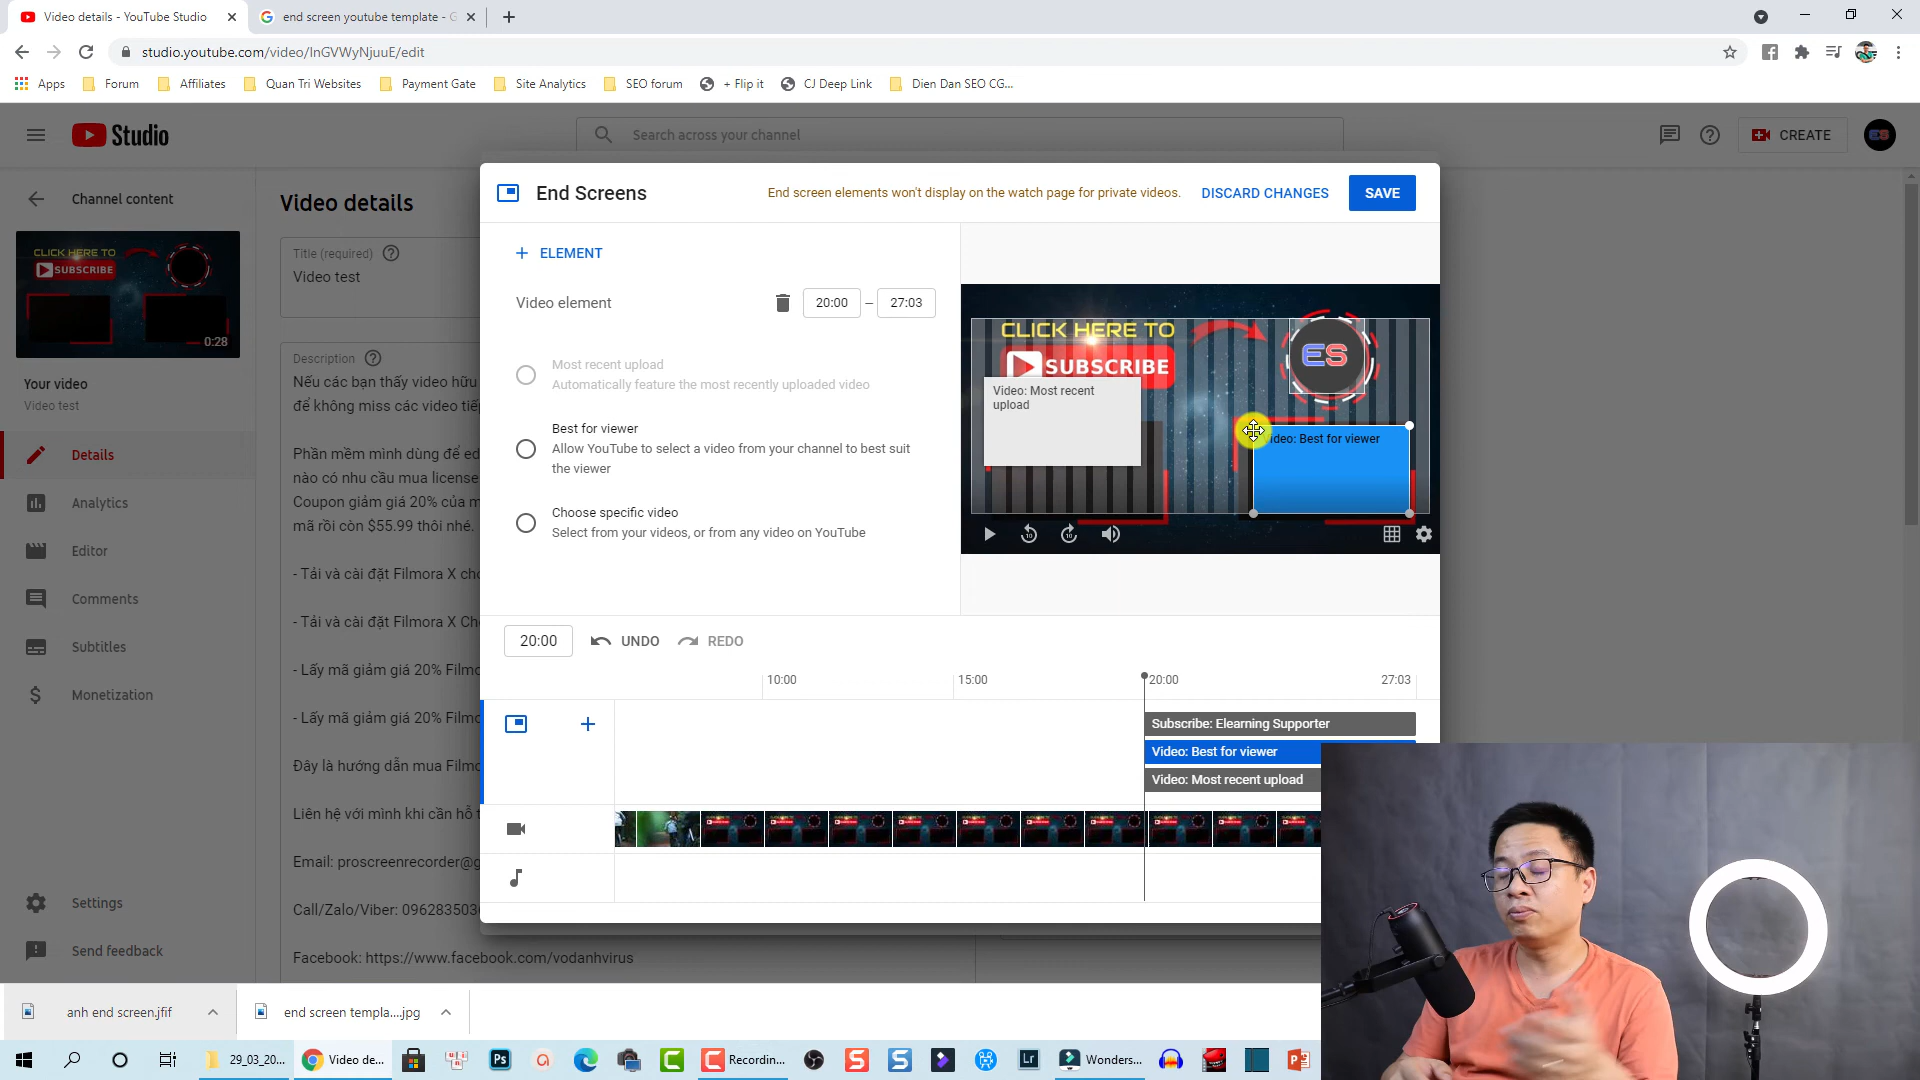 Video details - YouTube Studio
end screen youtube template - G
studio.youtube.com/video/InGVWyNjuuE/edit
Apps
Forum
Affiliates
Quan Tri Websites
Payment Gate
Site Analytics
SEO forum
+ Flip it
CJ Deep Link
Dien Dan SEO CG...
Studio
Search across your channel
CREATE
ES
Channel content
CLICK HERE TO
SUBSCRIBE
0:28
Your video
Video test
Details
Analytics
Editor
Comments
Subtitles
Monetization
Settings
Send feedback
Video details
Title (required)
Video test
Description
Nếu các bạn thấy video hữu
để không miss các video tiếp
Phần mềm mình dùng để ed
nào có nhu cầu mua license
Coupon giảm giá 20% của m
mã rồi còn $55.99 thôi nhé.
- Tải và cài đặt Filmora X cho
- Tải và cài đặt Filmora X Cho
- Lấy mã giảm giá 20% Filmo
- Lấy mã giảm giá 20% Filmo
Đây là hướng dẫn mua Filmo
Liên hệ với mình khi cần hỗ t
Email: proscreenrecorder@g
Call/Zalo/Viber: 096283503
Facebook: https://www.facebook.com/vodanhvirus
End Screens
End screen elements won't display on the watch page for private videos.
DISCARD CHANGES
SAVE
+ ELEMENT
Video element
20:00 – 27:03
Most recent upload
Automatically feature the most recently uploaded video
Best for viewer
Allow YouTube to select a video from your channel to best suit
the viewer
Choose specific video
Select from your videos, or from any video on YouTube
CLICK HERE TO
SUBSCRIBE
ES
Video: Most recent
upload
Video: Best for viewer
10
10
20:00
UNDO
REDO
10:00
15:00
20:00
27:03
Subscribe: Elearning Supporter
Video: Best for viewer
Video: Most recent upload
anh end screen.jfif
end screen templa....jpg
29_03_20...
Video de...
Ps
Recordin...
Lr
Wonders...